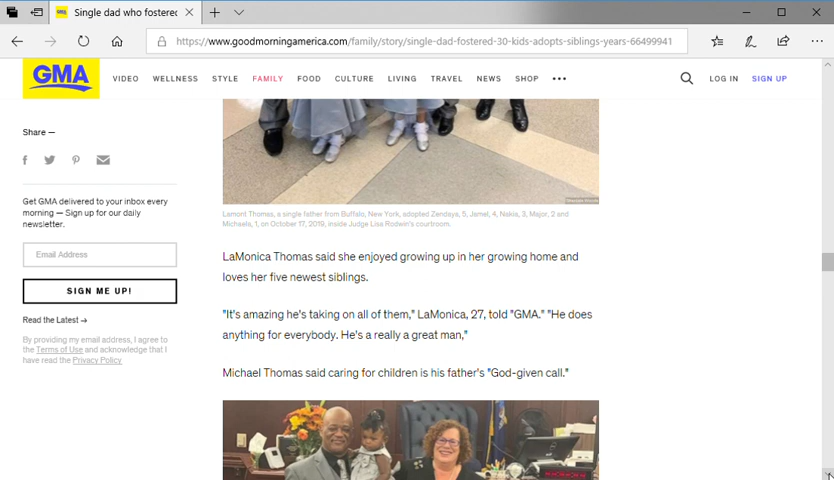 Single dad who fostered
https://www.goodmorningamerica.com/family/story/single-dad-fostered-30-kids-adopts-siblings-years-66499941
GMA
VIDEO WELLNESS STYLE FAMILY FOOD CULTURE LIVING TRAVEL NEWS SHOP ••• LOG IN SIGN UP
Share —
Get GMA delivered to your inbox every
morning — Sign up for our daily
newsletter.
Email Address
SIGN ME UP!
Read the Latest →
By providing my email address, I agree to
the Terms of Use and acknowledge that I
have read the Privacy Policy
Lamont Thomas, a single father from Buffalo, New York, adopted Zendaya, 5, Jamel, 4, Nakia, 3, Major, 2 and
Michaela, 1, on October 17, 2019, inside Judge Lisa Rodwin's courtroom.
LaMonica Thomas said she enjoyed growing up in her growing home and
loves her five newest siblings.
"It's amazing he's taking on all of them," LaMonica, 27, told "GMA." "He does
anything for everybody. He's a really a great man,"
Michael Thomas said caring for children is his father's "God-given call."